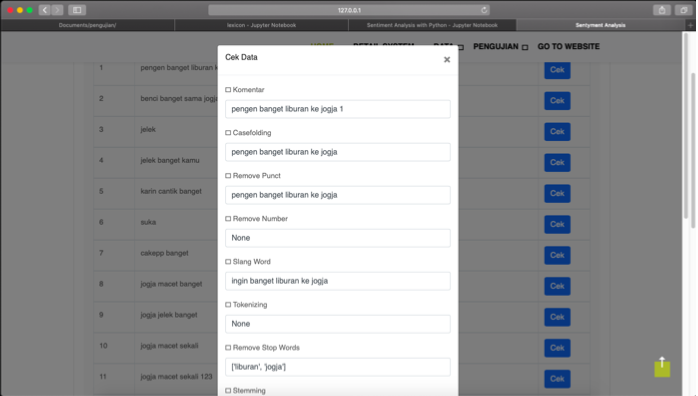 127.0.0.1
Documents/pengujian/
lexicon - Jupyter Notebook
Sentiment Analysis with Python - Jupyter Notebook
Sentyment Analysis
HOME DETAIL SYSTEM DATA PENGUJIAN GO TO WEBSITE
Cek Data
×
Komentar
pengen banget liburan ke jogja 1
Casefolding
pengen banget liburan ke jogja
Remove Punct
pengen banget liburan ke jogja
Remove Number
None
Slang Word
ingin banget liburan ke jogja
Tokenizing
None
Remove Stop Words
['liburan', 'jogja']
Stemming
1 pengen banget liburan k Cek
2 benci banget sama jogj Cek
3 jelek Cek
4 jelek banget kamu Cek
5 karin cantik banget Cek
6 suka Cek
7 cakepp banget Cek
8 jogja macet banget Cek
9 jogja jelek banget Cek
10 jogja macet sekali Cek
11 jogja macet sekali 123 Cek